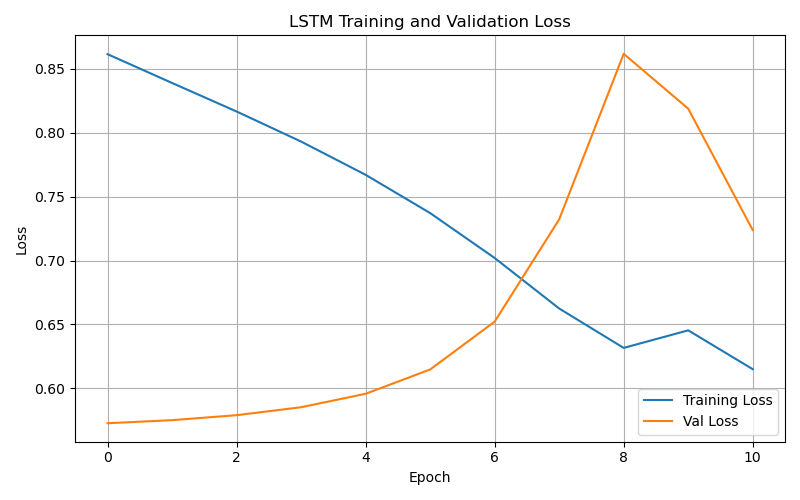 LSTM Training and Validation Loss
0.85
0.80
0.75
0.70
0.65
0.60
Loss
Training Loss
Val Loss
0 2 4 6 8 10
Epoch